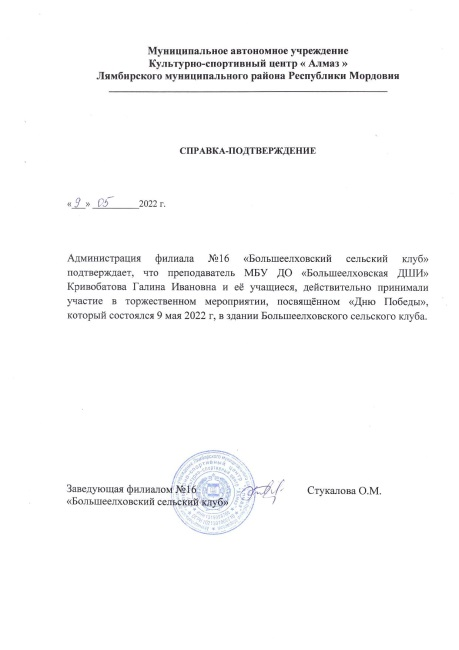 Муниципальное автономное учреждение
Культурно-спортивный центр « Алмаз »
Лямбирского муниципального района Республики Мордовия
СПРАВКА-ПОДТВЕРЖДЕНИЕ
«9» 05 2022 г.
Администрация филиала №16 «Большеелховский сельский клуб»
подтверждает, что преподаватель МБУ ДО «Большеелховская ДШИ»
Кривобатова Галина Ивановна и её учащиеся, действительно принимали
участие в торжественном мероприятии, посвящённом «Дню Победы»,
который состоялся 9 мая 2022 г, в здании Большеелховского сельского клуба.
Заведующая филиалом №16 Стукалова О.М.
«Большеелховский сельский клуб»